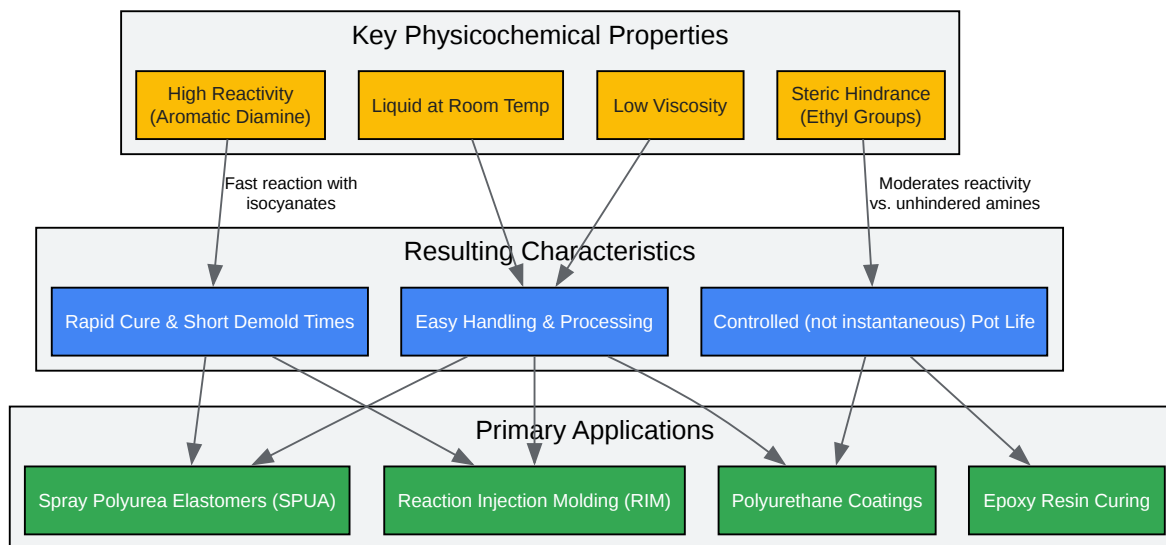 Key Physicochemical Properties
High Reactivity
(Aromatic Diamine)
Liquid at Room Temp
Low Viscosity
Steric Hindrance
(Ethyl Groups)
Fast reaction with
isocyanates
Moderates reactivity
vs. unhindered amines
Resulting Characteristics
Rapid Cure & Short Demold Times
Easy Handling & Processing
Controlled (not instantaneous) Pot Life
Primary Applications
Spray Polyurea Elastomers (SPUA)
Reaction Injection Molding (RIM)
Polyurethane Coatings
Epoxy Resin Curing